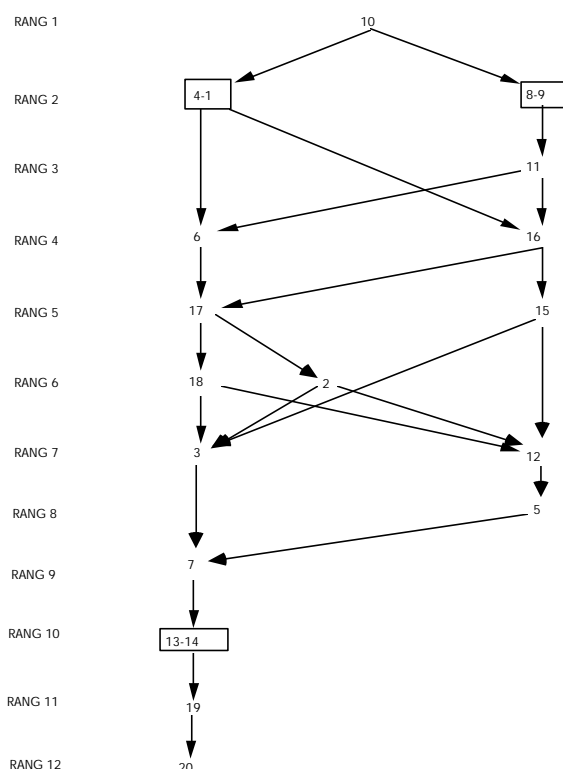 RANG 1 10
RANG 2 4-1 8-9
RANG 3 11
RANG 4 6 16
RANG 5 17 15
RANG 6 18 2
RANG 7 3 12
RANG 8 5
RANG 9 7
RANG 10 13-14
RANG 11 19
RANG 12 20